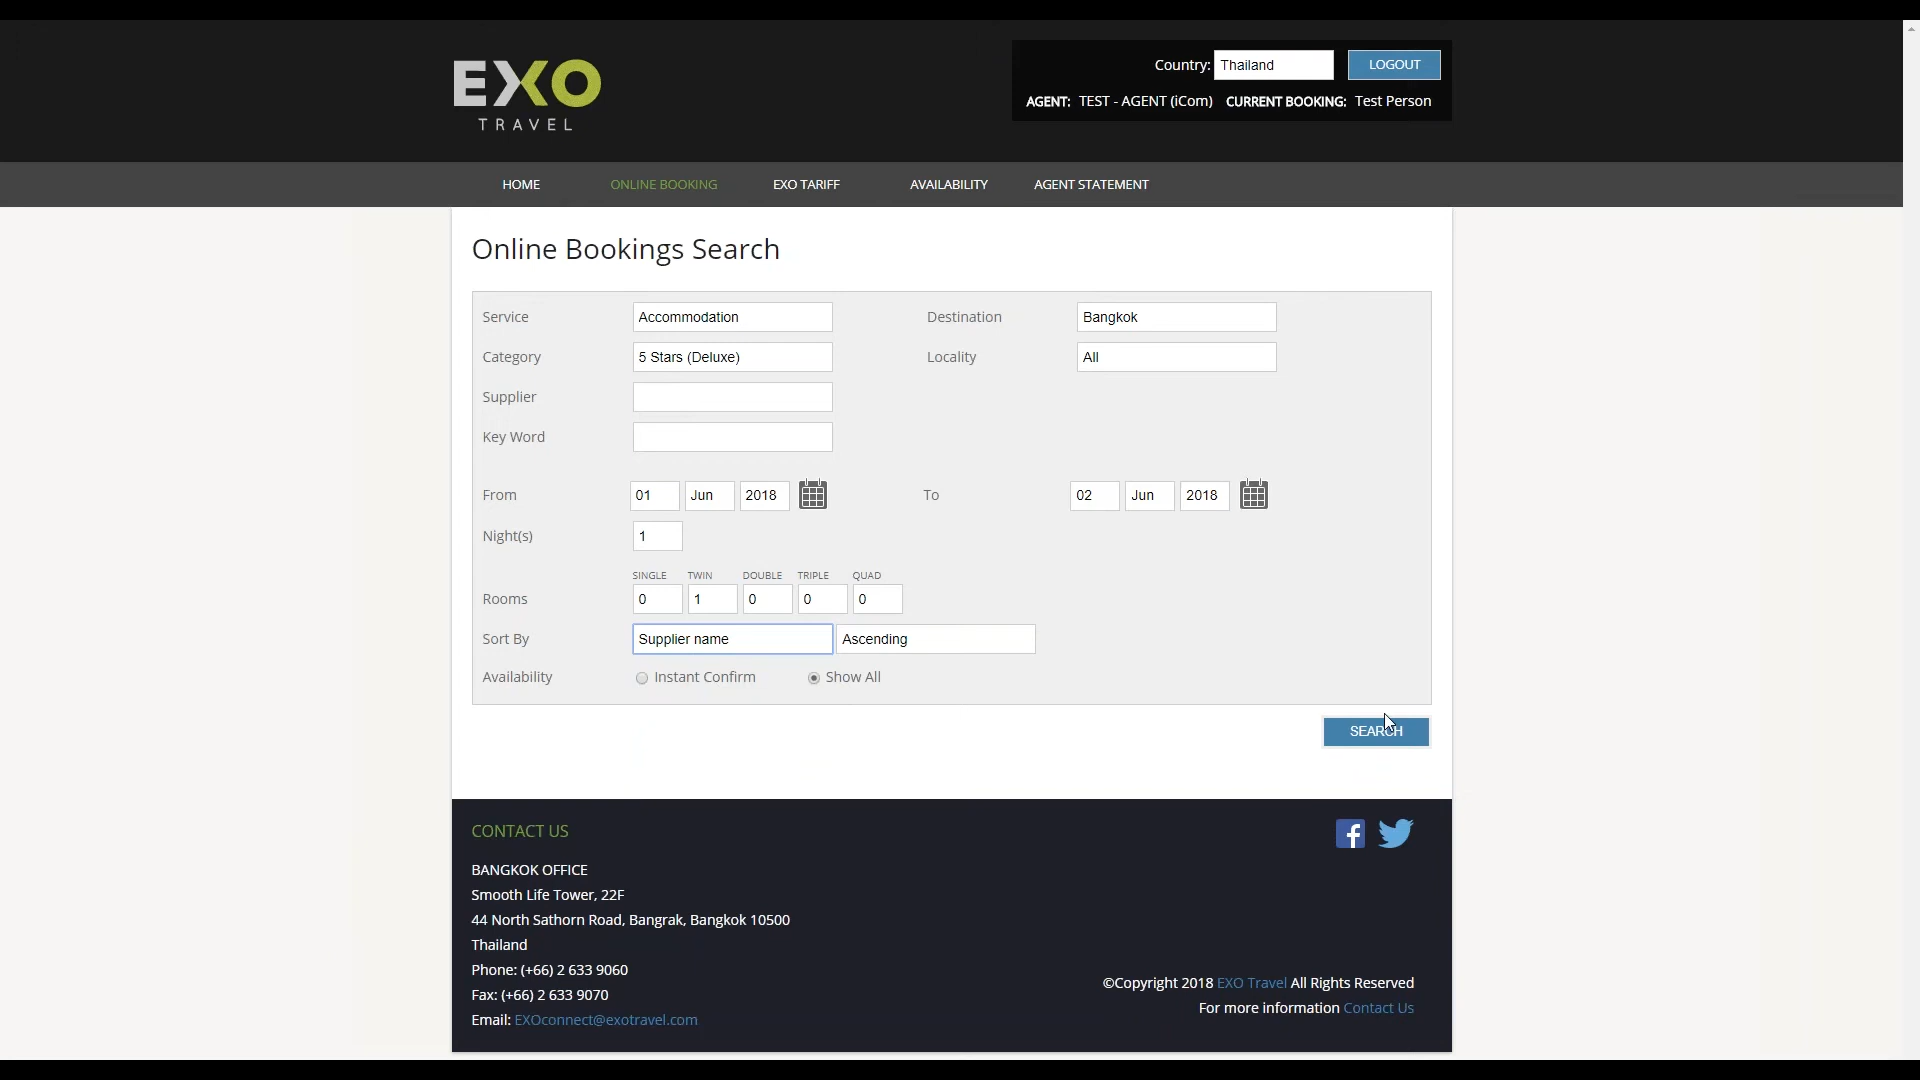 EXO
TRAVEL
Country: Thailand LOGOUT
AGENT: TEST - AGENT (iCom) CURRENT BOOKING: Test Person
HOME ONLINE BOOKING EXO TARIFF AVAILABILITY AGENT STATEMENT
Online Bookings Search
Service Accommodation Destination Bangkok
Category 5 Stars (Deluxe) Locality All
Supplier
Key Word
From 01 Jun 2018 To 02 Jun 2018
Night(s) 1
SINGLE TWIN DOUBLE TRIPLE QUAD
Rooms 0 1 0 0 0
Sort By Supplier name Ascending
Availability Instant Confirm Show All
SEARCH
CONTACT US
BANGKOK OFFICE
Smooth Life Tower, 22F
44 North Sathorn Road, Bangrak, Bangkok 10500
Thailand
Phone: (+66) 2 633 9060
Fax: (+66) 2 633 9070
Email: EXOconnect@exotravel.com
©Copyright 2018 EXO Travel All Rights Reserved
For more information Contact Us